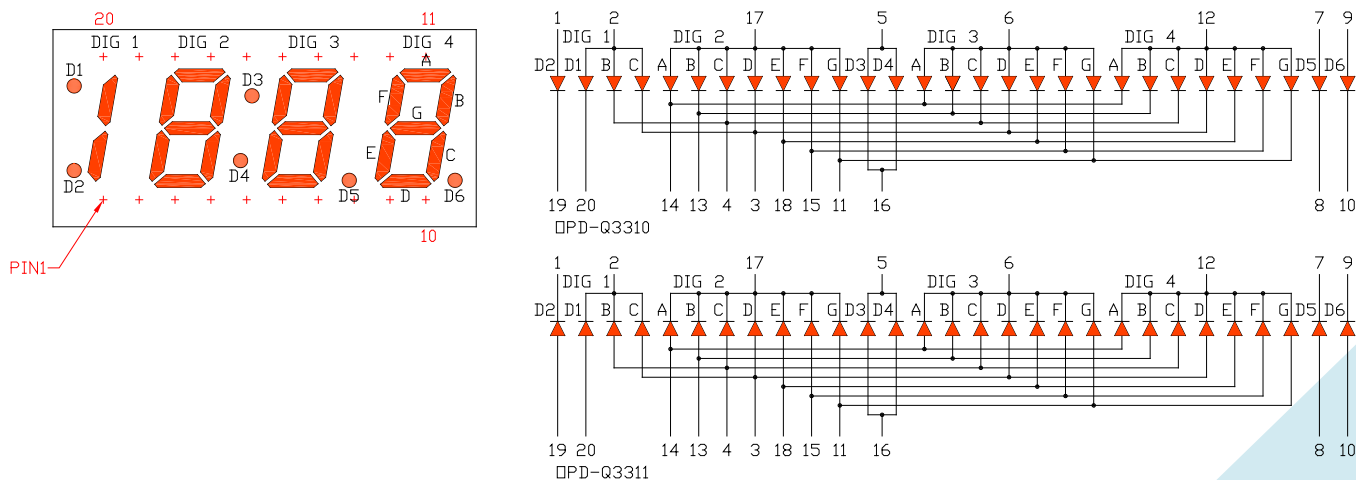 20 11
DIG 1 DIG 2 DIG 3 DIG 4
A
D1
D3
F B
G
D4
E C
D2
D5 D D6
10
PIN1
1 2 17 5 6 12 7 9
DIG 1 DIG 2 DIG 3 DIG 4
D2 D1 B C A B C D E F G D3 D4 A B C D E F G A B C D E F G D5 D6
19 20 14 13 4 3 18 15 11 16 8 10
OPD-Q3310
1 2 17 5 6 12 7 9
DIG 1 DIG 2 DIG 3 DIG 4
D2 D1 B C A B C D E F G D3 D4 A B C D E F G A B C D E F G D5 D6
19 20 14 13 4 3 18 15 11 16 8 10
OPD-Q3311